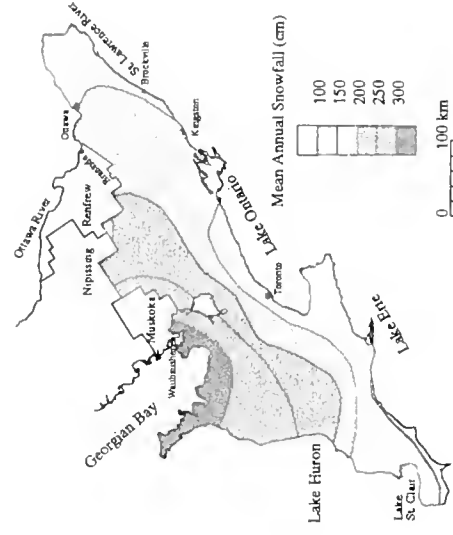 Ottawa River
St Lawrence River
Ottawa
Brockville
Renfrew
Nipissing
Kingston
Muskoka
Waubaushene
Georgian Bay
Lake Ontario
Toronto
Lake Huron
Lake Erie
Lake
St. Clair
Mean Annual Snowfall (cm)
100
150
200
250
300
0
100 km